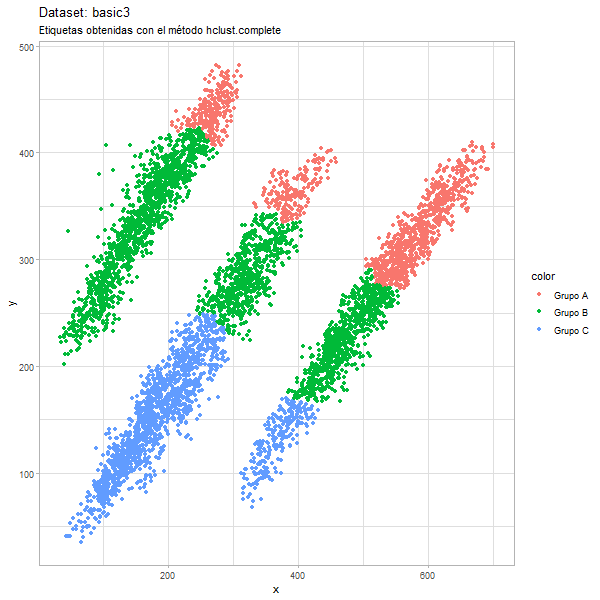 Dataset: basic3
Etiquetas obtenidas con el método hclust.complete
500
400
300
200
100
y
200
400
600
x
color
Grupo A
Grupo B
Grupo C